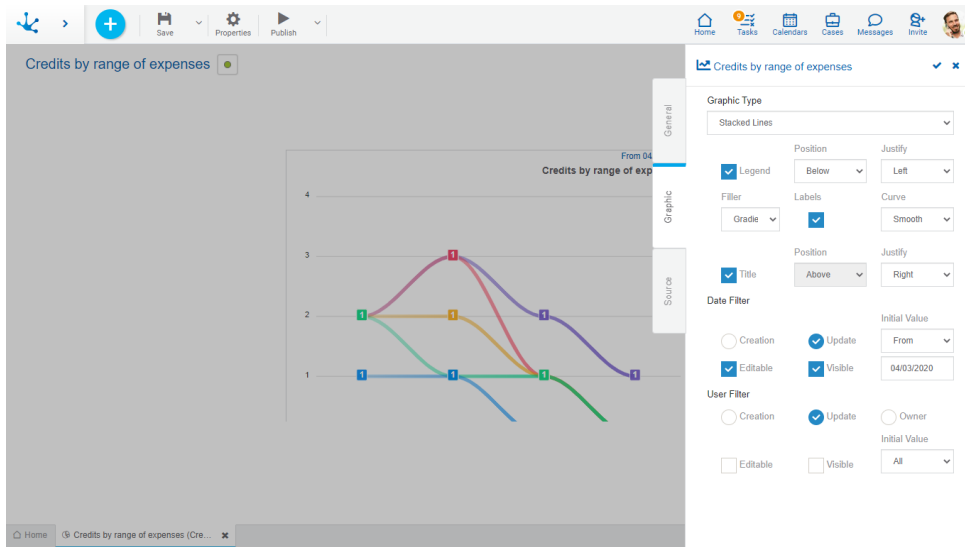 Save
Properties
Publish
9
Home
Tasks
Calendars
Cases
Messages
Invite
Credits by range of expenses
Credits by range of expenses
General
Graphic
Source
From 04
Credits by range of exp
4
3
2
1
1
1
1
1
1
1
1
1
1
Graphic Type
Stacked Lines
Position
Justify
Legend
Below
Left
Filler
Labels
Curve
Gradie
Smooth
Position
Justify
Title
Above
Right
Date Filter
Initial Value
Creation
Update
From
Editable
Visible
04/03/2020
User Filter
Creation
Update
Owner
Initial Value
Editable
Visible
All
Home
Credits by range of expenses (Cre...